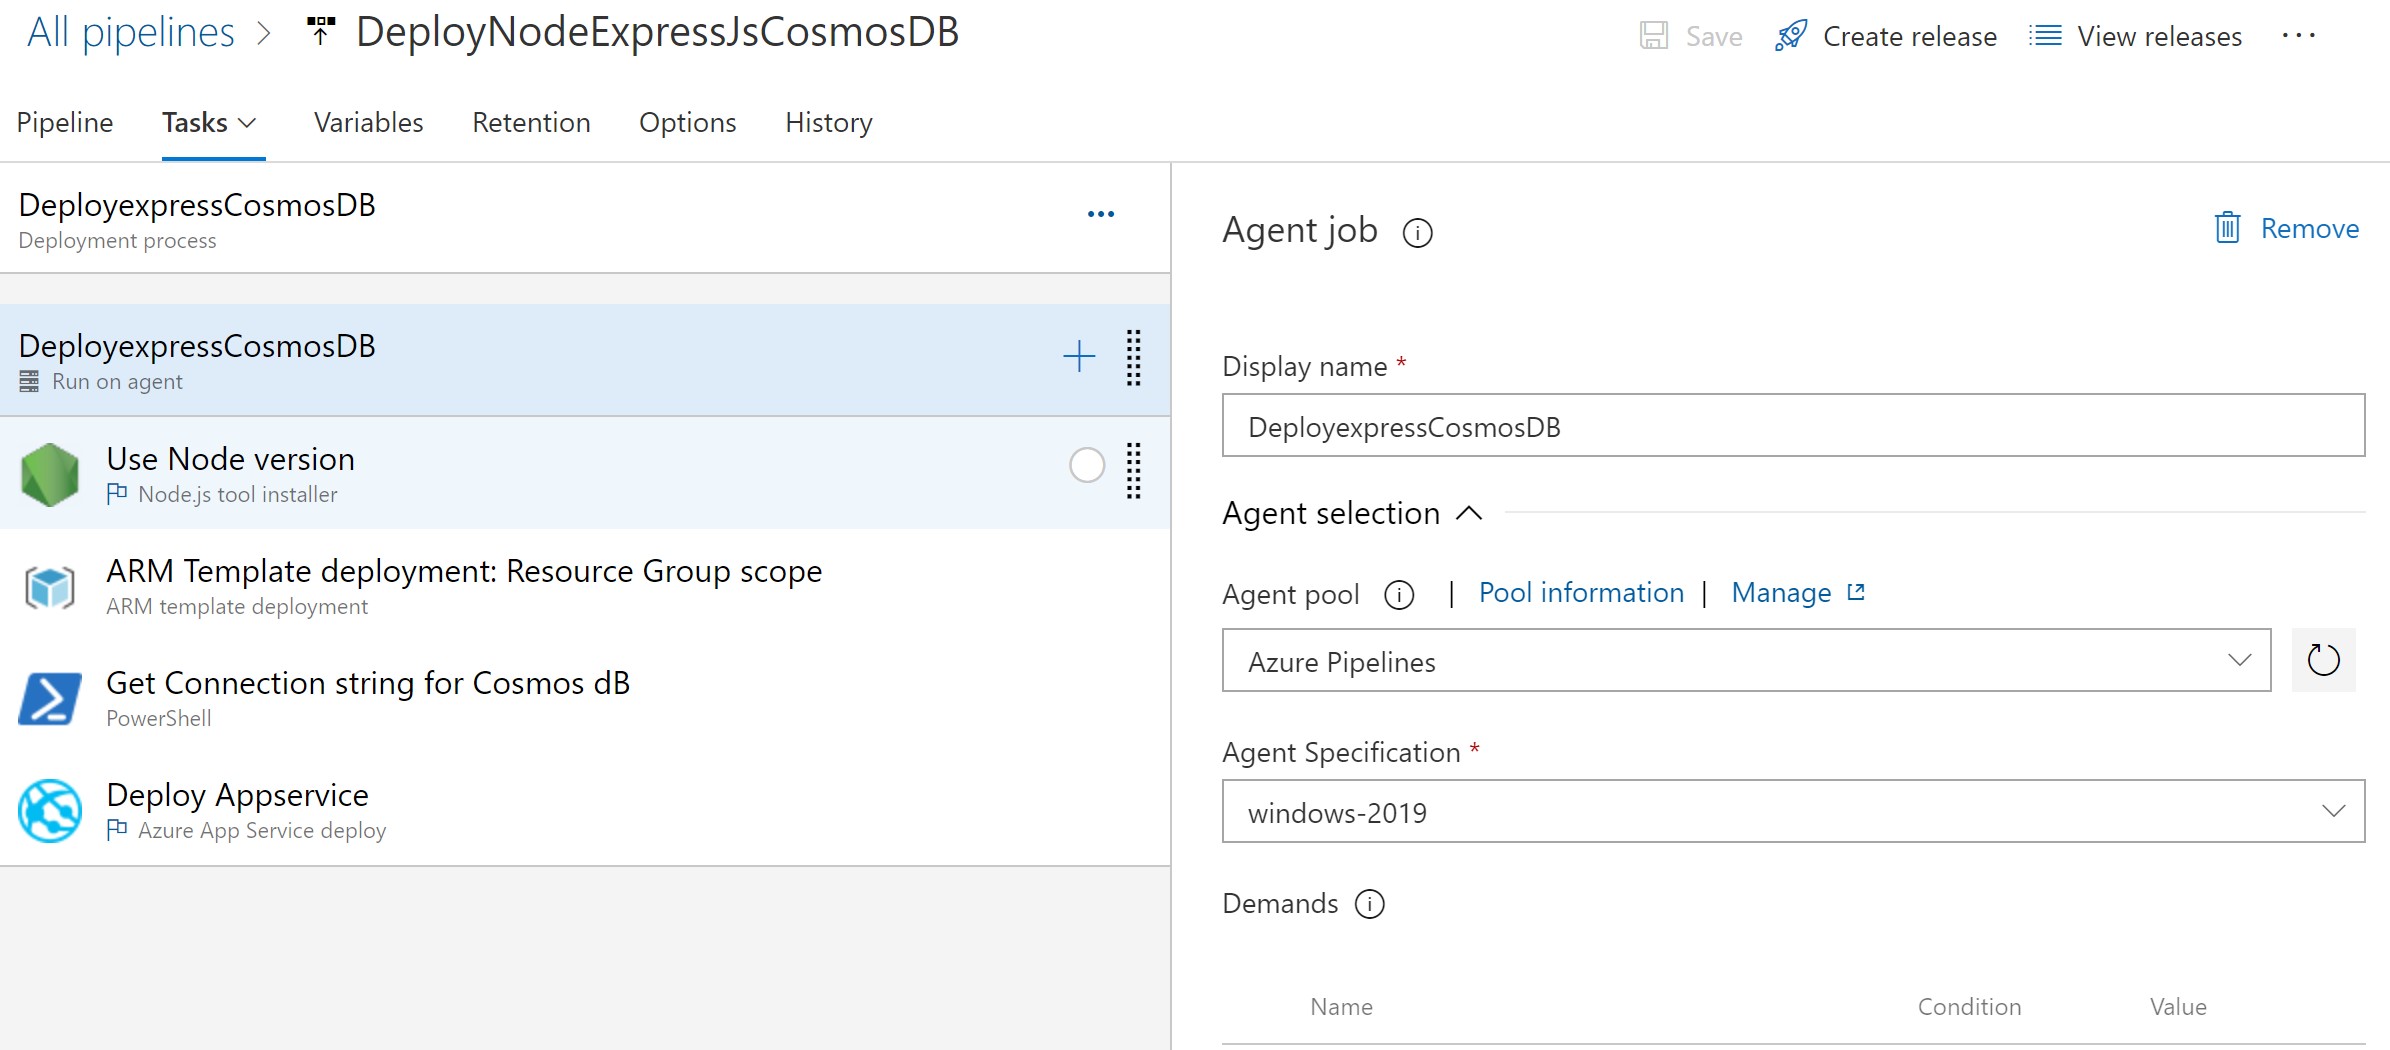 All pipelines > DeployNodeExpressJsCosmosDB
Save Create release View releases ...
Pipeline Tasks Variables Retention Options History
DeployexpressCosmosDB
Deployment process
DeployexpressCosmosDB
Run on agent
Use Node version
Node.js tool installer
ARM Template deployment: Resource Group scope
ARM template deployment
Get Connection string for Cosmos dB
PowerShell
Deploy Appservice
Azure App Service deploy
Agent job
Remove
Display name *
DeployexpressCosmosDB
Agent selection
Agent pool | Pool information | Manage
Azure Pipelines
Agent Specification *
windows-2019
Demands
Name Condition Value